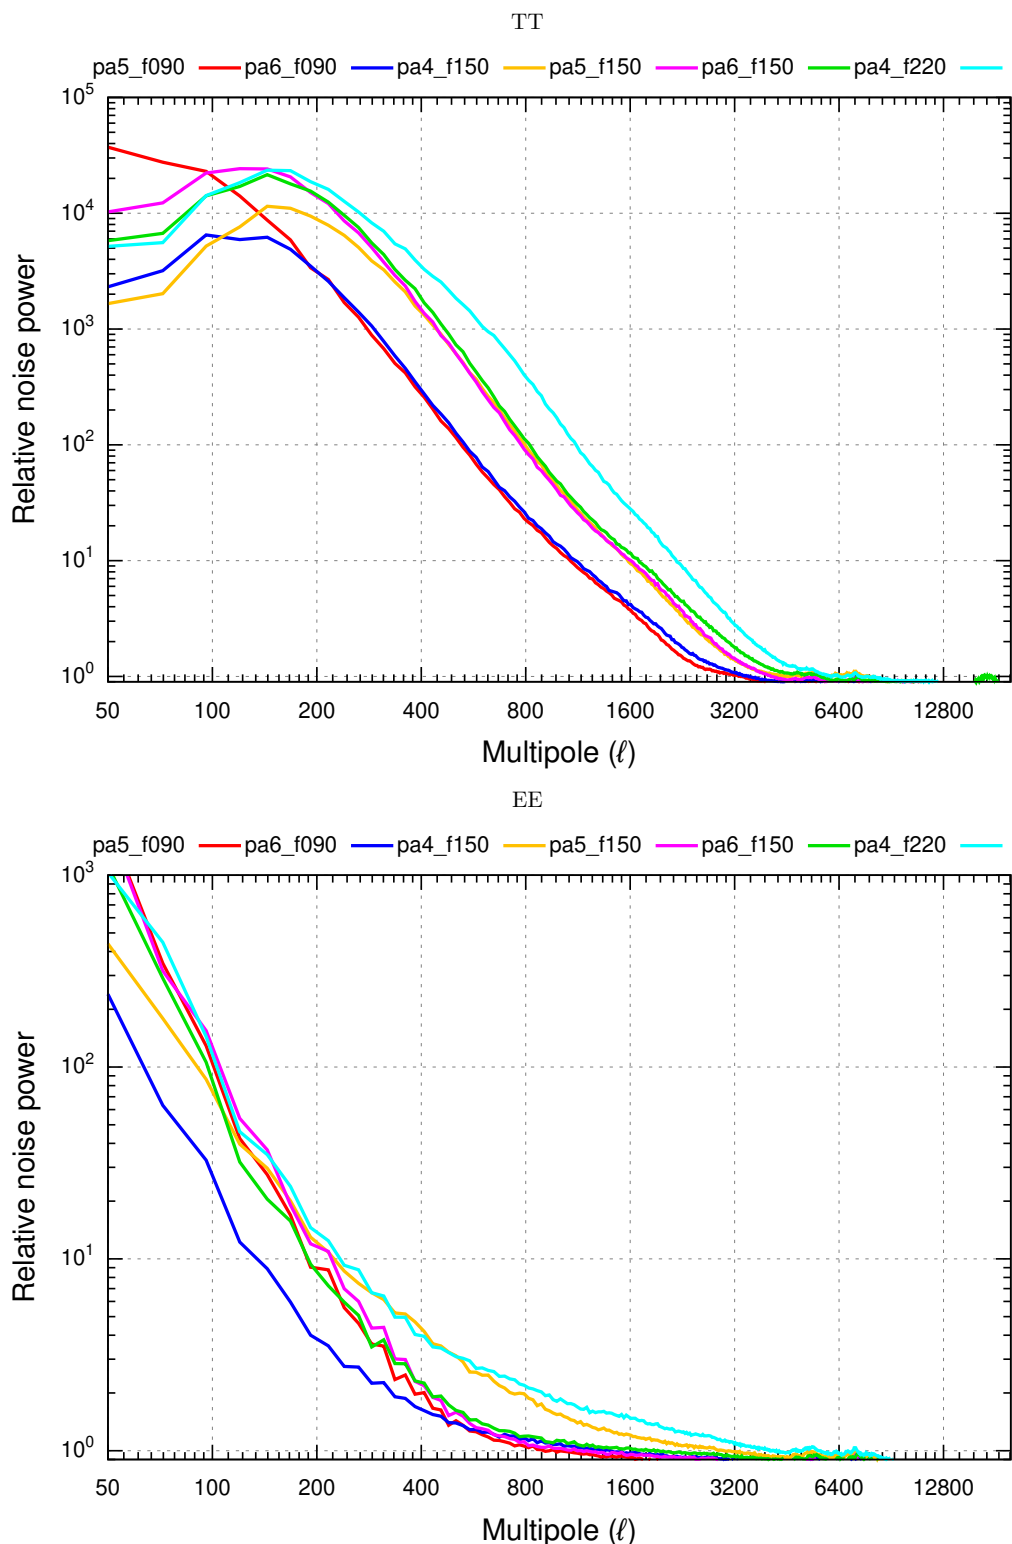 TT
pa5_f090 pa6_f090 pa4_f150 pa5_f150 pa6_f150 pa4_f220
10^5
10^4
10^3
10^2
10^1
10^0
Relative noise power
50 100 200 400 800 1600 3200 6400 12800
Multipole (ℓ)
EE
pa5_f090 pa6_f090 pa4_f150 pa5_f150 pa6_f150 pa4_f220
10^3
10^2
10^1
10^0
Relative noise power
50 100 200 400 800 1600 3200 6400 12800
Multipole (ℓ)